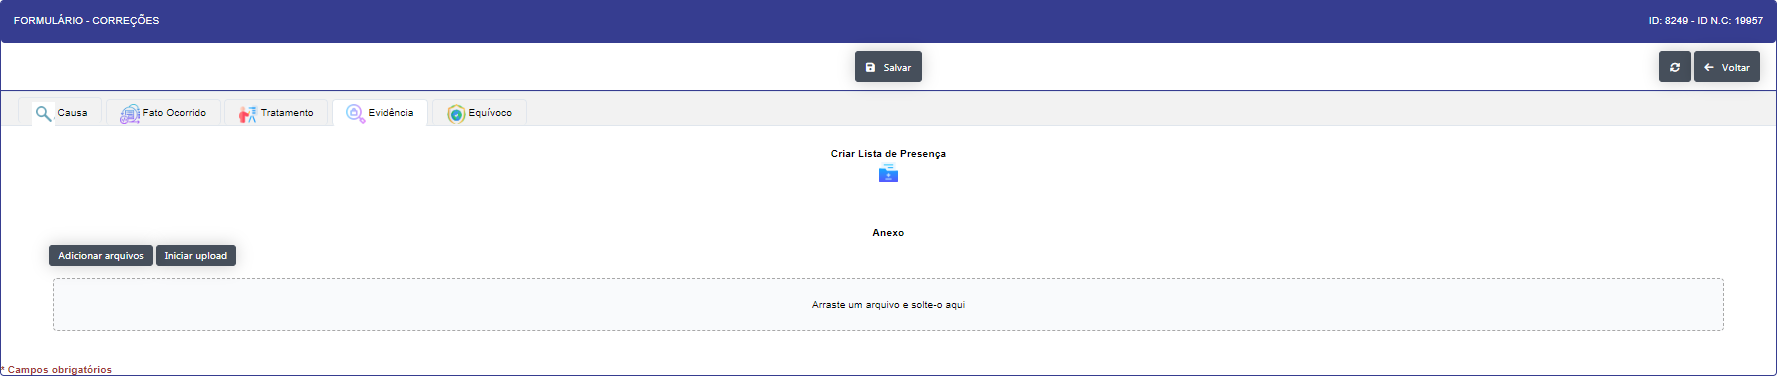 FORMULÁRIO - CORREÇÕES
ID: 8249 - ID N.C: 19957
Salvar
Voltar
Causa
Fato Ocorrido
Tratamento
Evidência
Equívoco
Criar Lista de Presença
Anexo
Adicionar arquivos
Iniciar upload
Arraste um arquivo e solte-o aqui
* Campos obrigatórios